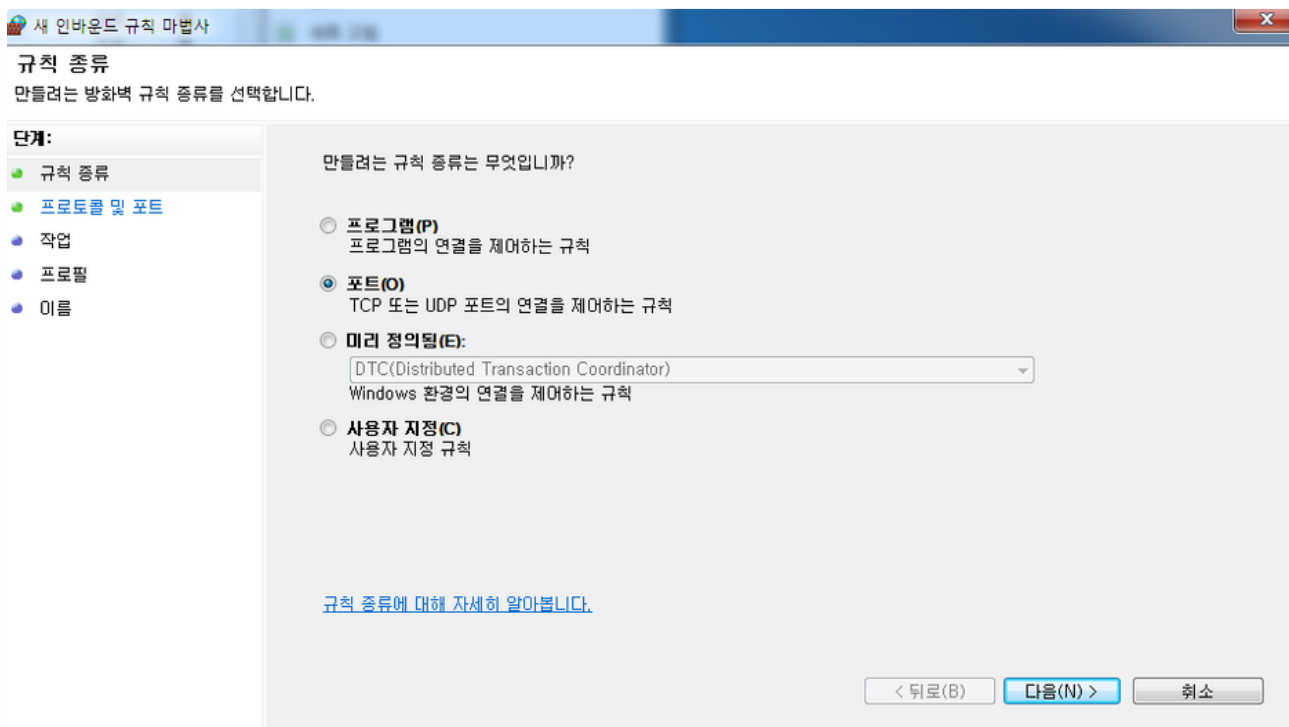 새 인바운드 규칙 마법사
규칙 종류
만들려는 방화벽 규칙 종류를 선택합니다.
단계:
규칙 종류
프로토콜 및 포트
작업
프로필
이름
만들려는 규칙 종류는 무엇입니까?
프로그램(P)
프로그램의 연결을 제어하는 규칙
포트(O)
TCP 또는 UDP 포트의 연결을 제어하는 규칙
미리 정의됨(E):
DTC(Distributed Transaction Coordinator)
Windows 환경의 연결을 제어하는 규칙
사용자 지정(C)
사용자 지정 규칙
규칙 종류에 대해 자세히 알아봅니다.
< 뒤로(B)
다음(N) >
취소